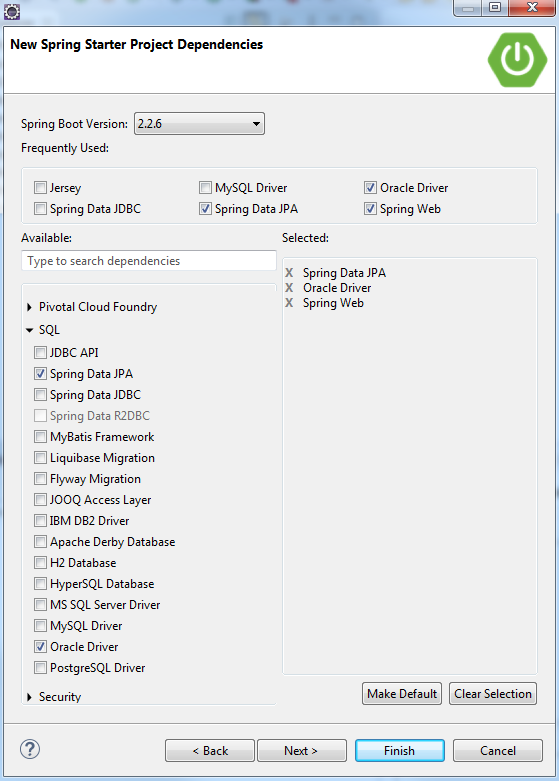 New Spring Starter Project Dependencies
Spring Boot Version: 2.2.6
Frequently Used:
Jersey MySQL Driver Oracle Driver
Spring Data JDBC Spring Data JPA Spring Web
Available: Selected:
Type to search dependencies
X Spring Data JPA
X Oracle Driver
X Spring Web
Pivotal Cloud Foundry
SQL
JDBC API
Spring Data JPA
Spring Data JDBC
Spring Data R2DBC
MyBatis Framework
Liquibase Migration
Flyway Migration
JOOQ Access Layer
IBM DB2 Driver
Apache Derby Database
H2 Database
HyperSQL Database
MS SQL Server Driver
MySQL Driver
Oracle Driver
PostgreSQL Driver
Security
Make Default Clear Selection
? < Back Next > Finish Cancel